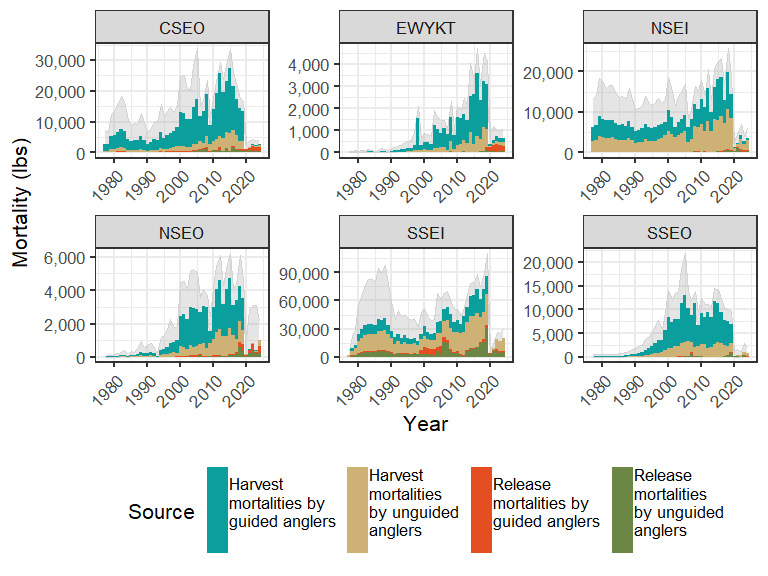 CSEO
EWYKT
NSEI
30,000
20,000
10,000
0
4,000
3,000
2,000
1,000
0
20,000
10,000
0
1980
1990
2000
2010
2020
1980
1990
2000
2010
2020
1980
1990
2000
2010
2020
Mortality (lbs)
NSEO
SSEI
SSEO
6,000
4,000
2,000
0
90,000
60,000
30,000
0
20,000
15,000
10,000
5,000
0
1980
1990
2000
2010
2020
1980
1990
2000
2010
2020
1980
1990
2000
2010
2020
Year
Source
Harvest
mortalities by
guided anglers
Harvest
mortalities
by unguided
anglers
Release
mortalities by
guided anglers
Release
mortalities
by unguided
anglers